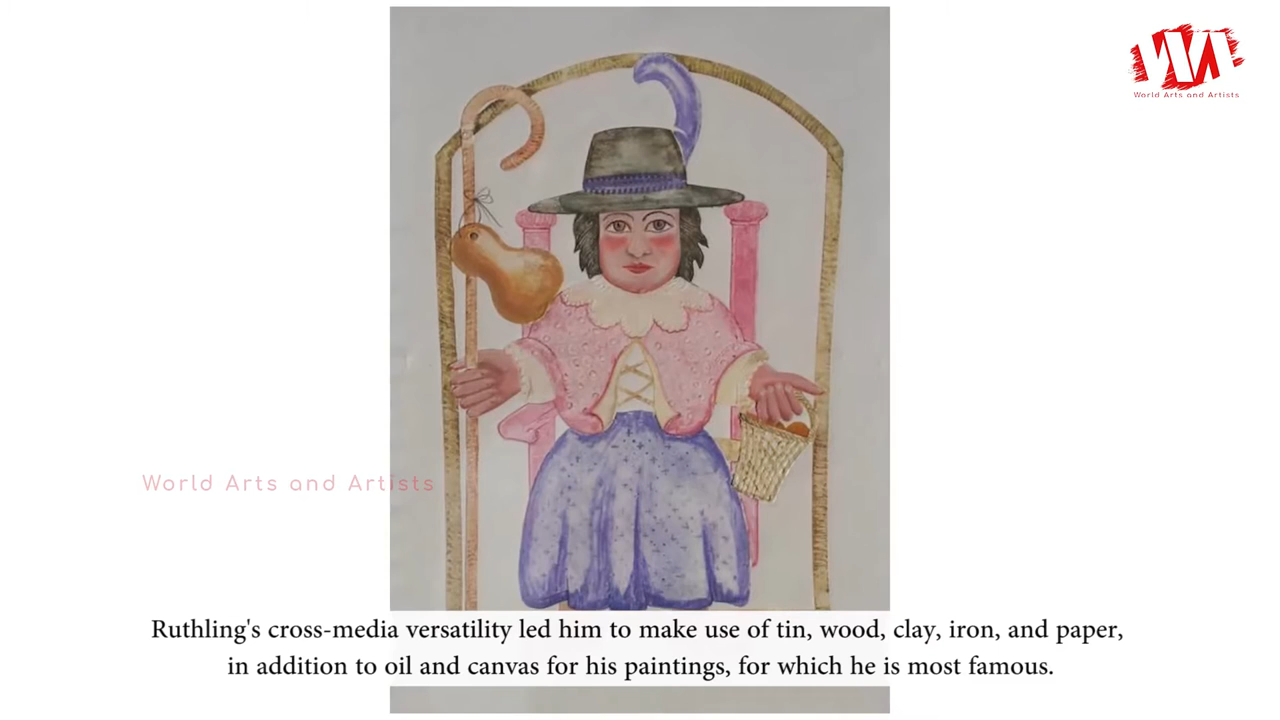 World Arts and Artists
World Arts and Artists
Ruthling's cross-media versatility led him to make use of tin, wood, clay, iron, and paper,
in addition to oil and canvas for his paintings, for which he is most famous.